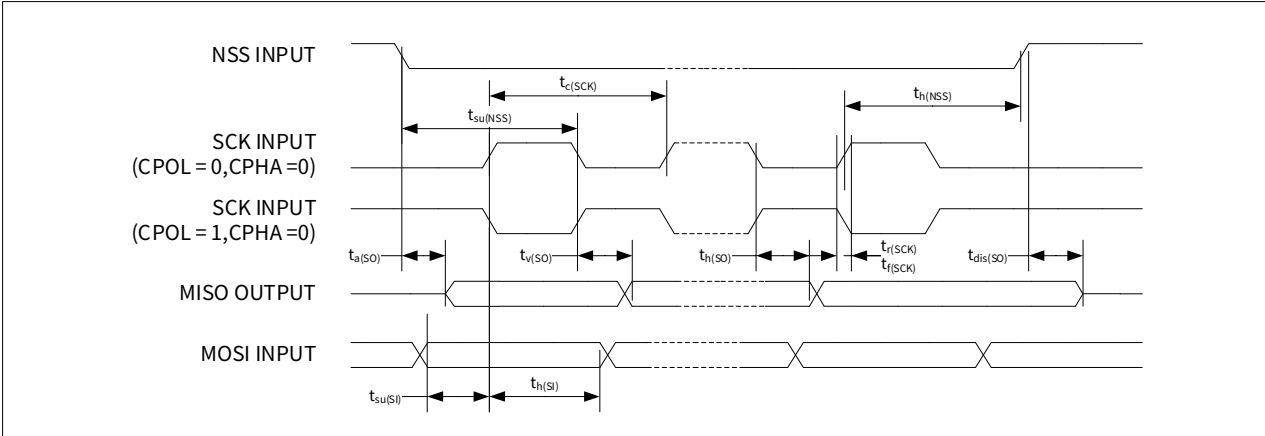 NSS INPUT
tc(SCK)
th(NSS)
tsu(NSS)
SCK INPUT
(CPOL = 0,CPHA =0)
SCK INPUT
(CPOL = 1,CPHA =0)
ta(SO)
tv(SO)
th(SO)
tr(SCK)
tf(SCK)
tdis(SO)
MISO OUTPUT
MOSI INPUT
tsu(SI)
th(SI)